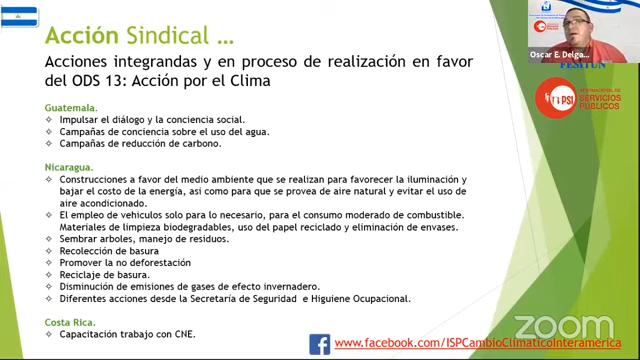 Acción Sindical …
Acciones integrandas y en proceso de realización en favor
del ODS 13: Acción por el Clima
Guatemala.
Impulsar el diálogo y la conciencia social.
Campañas de conciencia sobre el uso del agua.
Campañas de reducción de carbono.
Nicaragua.
Construcciones a favor del medio ambiente que se realizan para favorecer la iluminación y
bajar el costo de la energía, asi como para que se provea de aire natural y evitar el uso de
aire acondicionado.
El empleo de vehiculos solo para lo necesario, para el consumo moderado de combustible.
Materiales de limpieza biodegradables, uso del papel reciclado y eliminación de envases.
Sembrar arboles, manejo de residuos.
Recolección de basura
Promover la no deforestación
Reciclaje de basura.
Disminución de emisiones de gases de efecto invernadero.
Diferentes acciones desde la Secretaría de Seguridad e Higuiene Ocupacional.
Costa Rica.
Capacitación trabajo con CNE.
www.facebook.com/ISPCambioClimaticoInteramerica
Oscar E. Delga...
FESITUN
PSI
INTERNACIONAL DE
SERVICIOS
PÚBLICOS
zoom